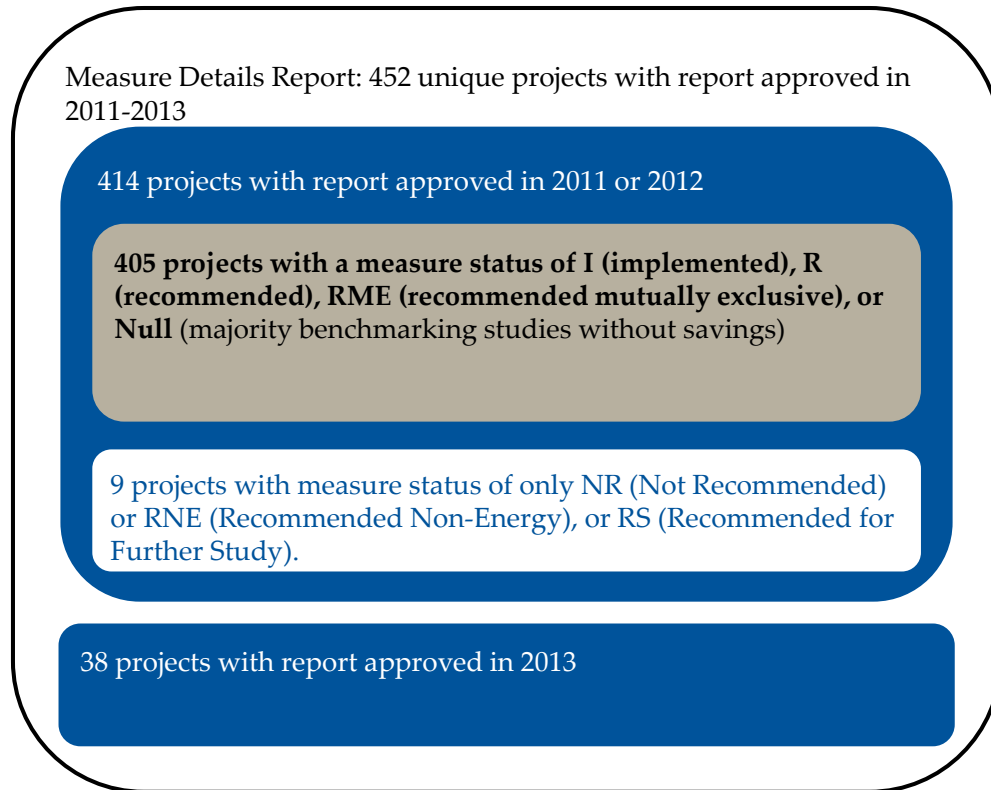 Measure Details Report: 452 unique projects with report approved in
2011-2013
414 projects with report approved in 2011 or 2012
405 projects with a measure status of I (implemented), R
(recommended), RME (recommended mutually exclusive), or
Null (majority benchmarking studies without savings)
9 projects with measure status of only NR (Not Recommended)
or RNE (Recommended Non-Energy), or RS (Recommended for
Further Study).
38 projects with report approved in 2013